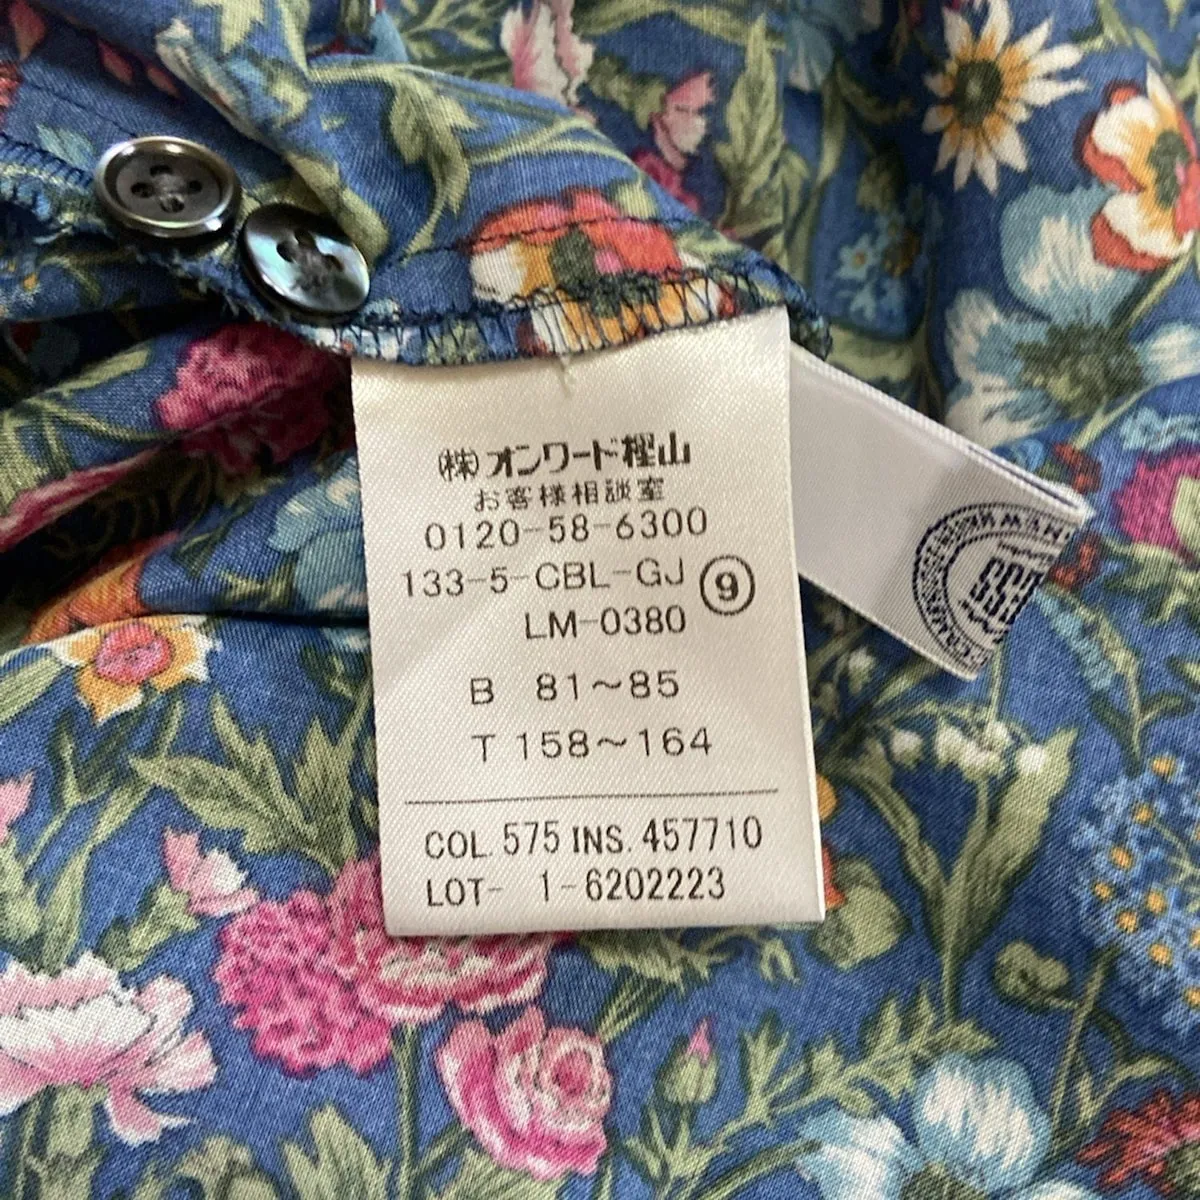 (株)オンワード樫山
お客様相談室
0120-58-6300
133-5-CBL-GJ ⑨
LM-0380
B 81～85
T 158～164
COL. 575 INS. 457710
LOT- 1-6202223